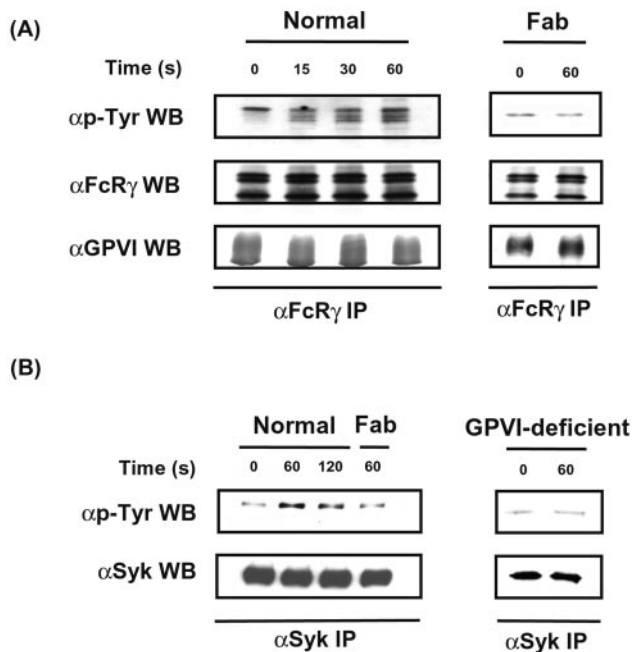 (A)
Normal Fab
Time (s) 0 15 30 60 0 60
αp-Tyr WB
αFcRγ WB
αGPVI WB
αFcRγ IP αFcRγ IP
(B)
Normal Fab GPVI-deficient
Time (s) 0 60 120 60 0 60
αp-Tyr WB
αSyk WB
αSyk IP αSyk IP